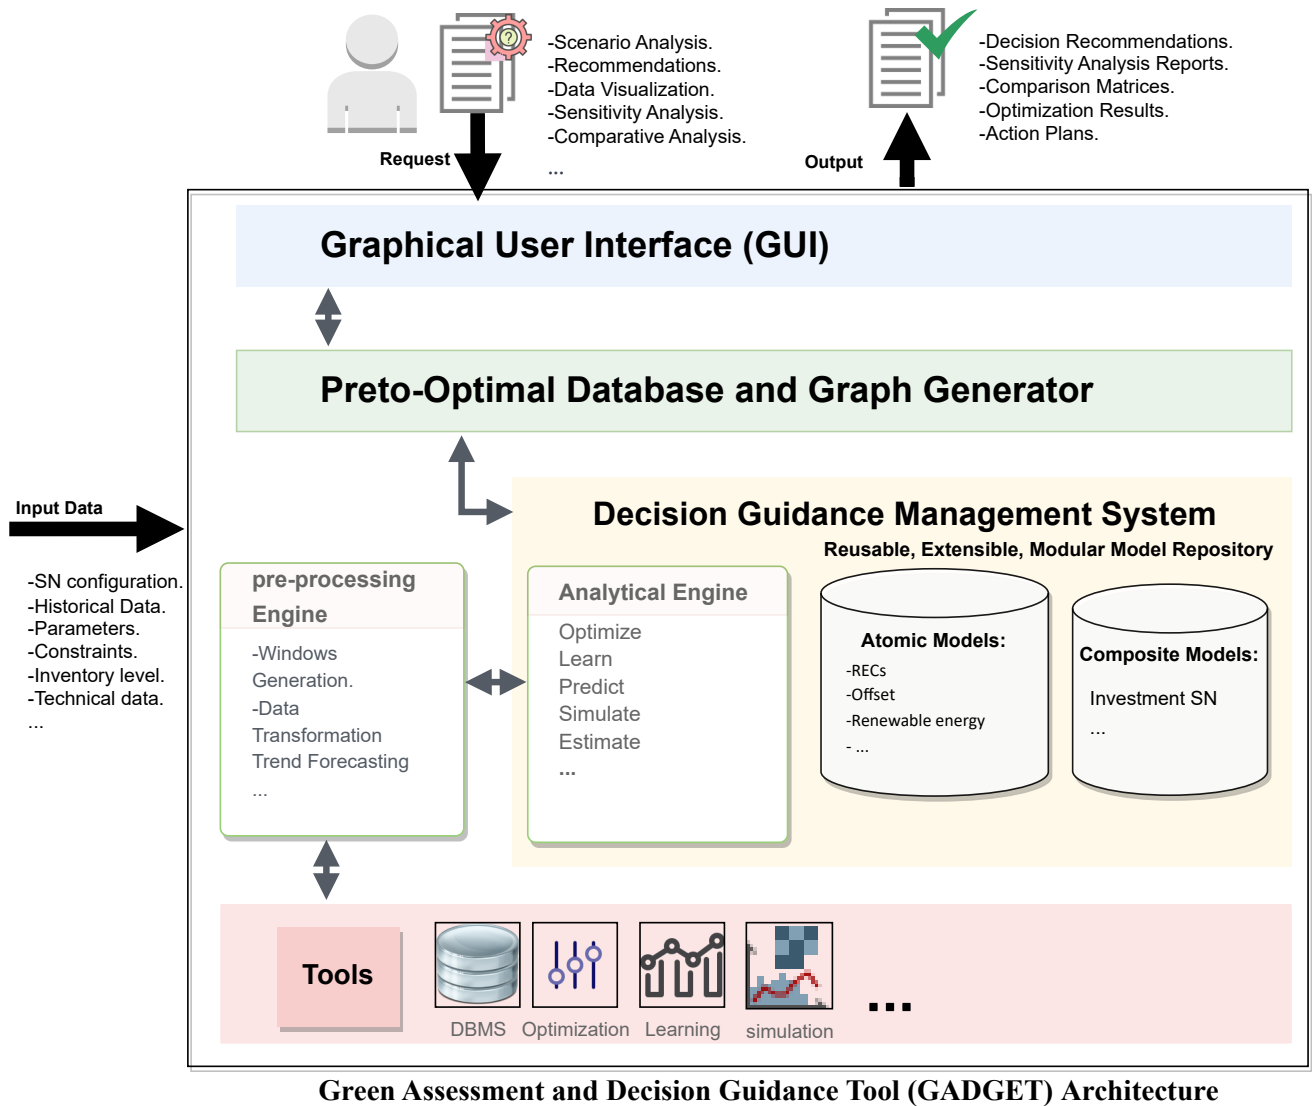 -Scenario Analysis.
-Recommendations.
-Data Visualization.
-Sensitivity Analysis.
-Comparative Analysis.
...
Request
?
-Decision Recommendations.
-Sensitivity Analysis Reports.
-Comparison Matrices.
-Optimization Results.
-Action Plans.
Output
Graphical User Interface (GUI)
Preto-Optimal Database and Graph Generator
Input Data
-SN configuration.
-Historical Data.
-Parameters.
-Constraints.
-Inventory level.
-Technical data.
...
Decision Guidance Management System
Reusable, Extensible, Modular Model Repository
pre-processing
Engine
-Windows
Generation.
-Data
Transformation
Trend Forecasting
...
Analytical Engine
Optimize
Learn
Predict
Simulate
Estimate
...
Atomic Models:
-RECs
-Offset
-Renewable energy
- ...
Composite Models:
Investment SN
...
Tools
DBMS
Optimization
Learning
simulation
...
Green Assessment and Decision Guidance Tool (GADGET) Architecture